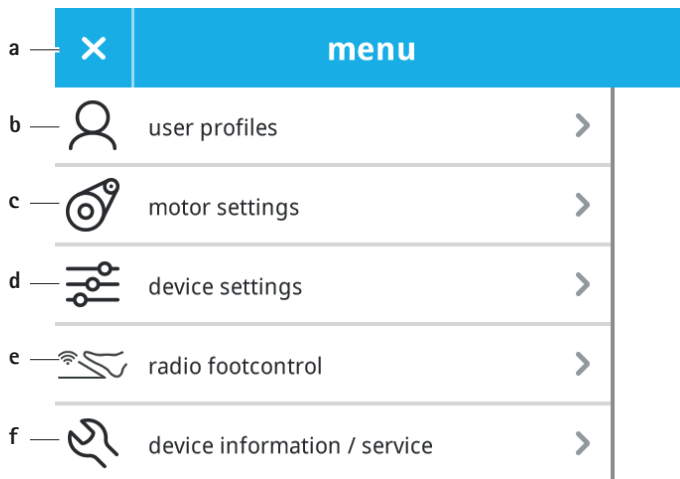 a menu
b user profiles
c motor settings
d device settings
e radio footcontrol
f device information / service